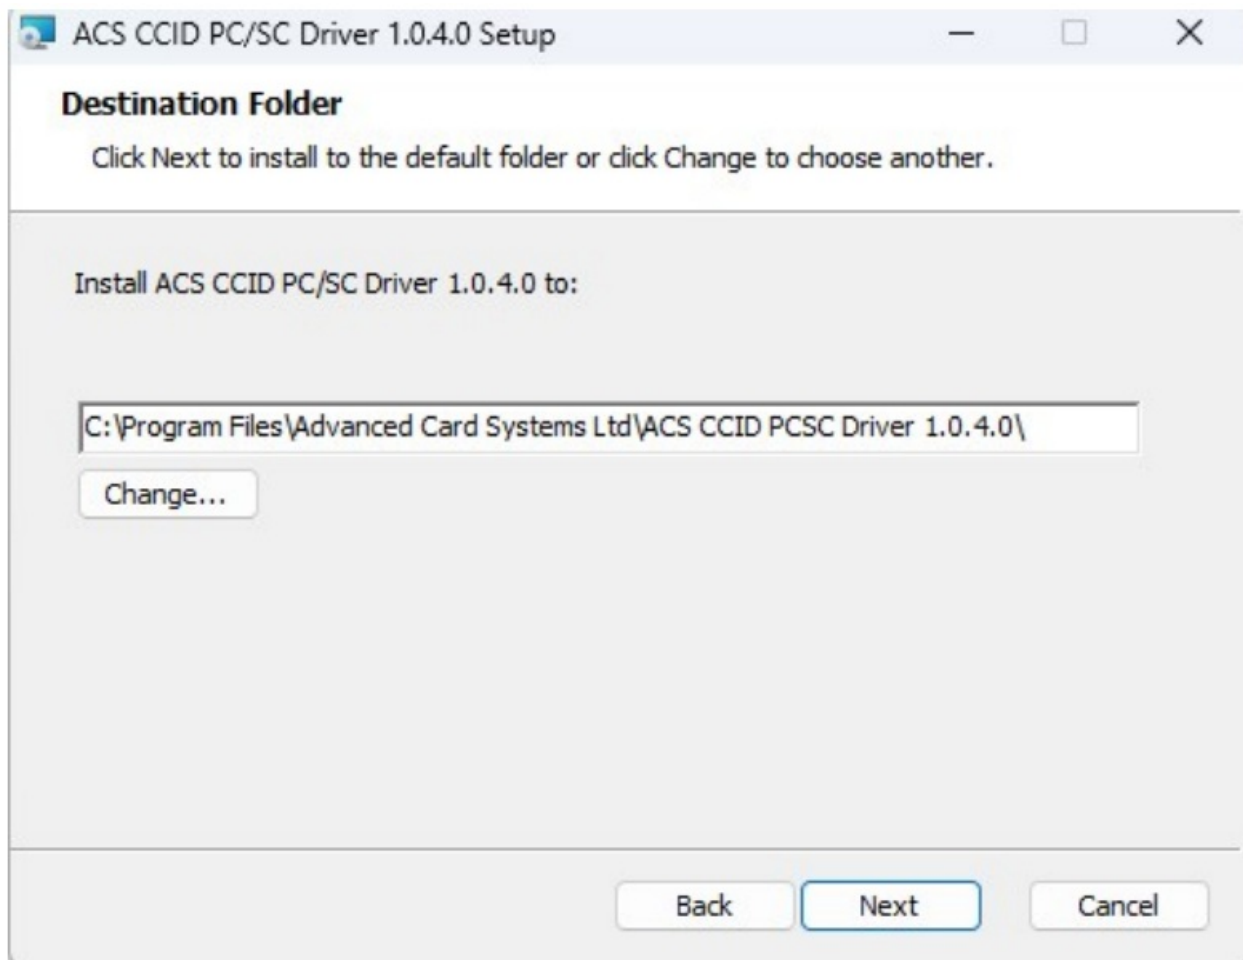 ACS CCID PC/SC Driver 1.0.4.0 Setup
Destination Folder
Click Next to install to the default folder or click Change to choose another.
Install ACS CCID PC/SC Driver 1.0.4.0 to:
C:\Program Files\Advanced Card Systems Ltd\ACS CCID PCSC Driver 1.0.4.0\
Change...
Back Next Cancel